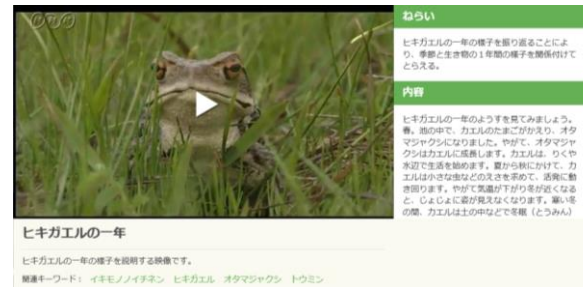 NHK
ねらい
ヒキガエルの一年の様子を振り返ることによ
り、季節と生き物の１年間の様子を関係付けて
とらえる。
内容
ヒキガエルの一年のようすを見てみましょう。
春。池の中で、カエルのたまごがかえり、オタ
マジャクシになりました。やがて、オタマジャ
クシはカエルに成長します。カエルは、りくや
水辺で生活を始めます。夏から秋にかけて、カ
エルは小さな虫などのえさを求めて、活発に動
き回ります。やがて気温が下がり冬が近くなる
と、じょじょに姿が見えなくなります。寒い冬
の間、カエルは土の中などで冬眠（とうみん）
ヒキガエルの一年
ヒキガエルの一年の様子を説明する映像です。
関連キーワード： イキモノノイチネン ヒキガエル オタマジャクシ トウミン